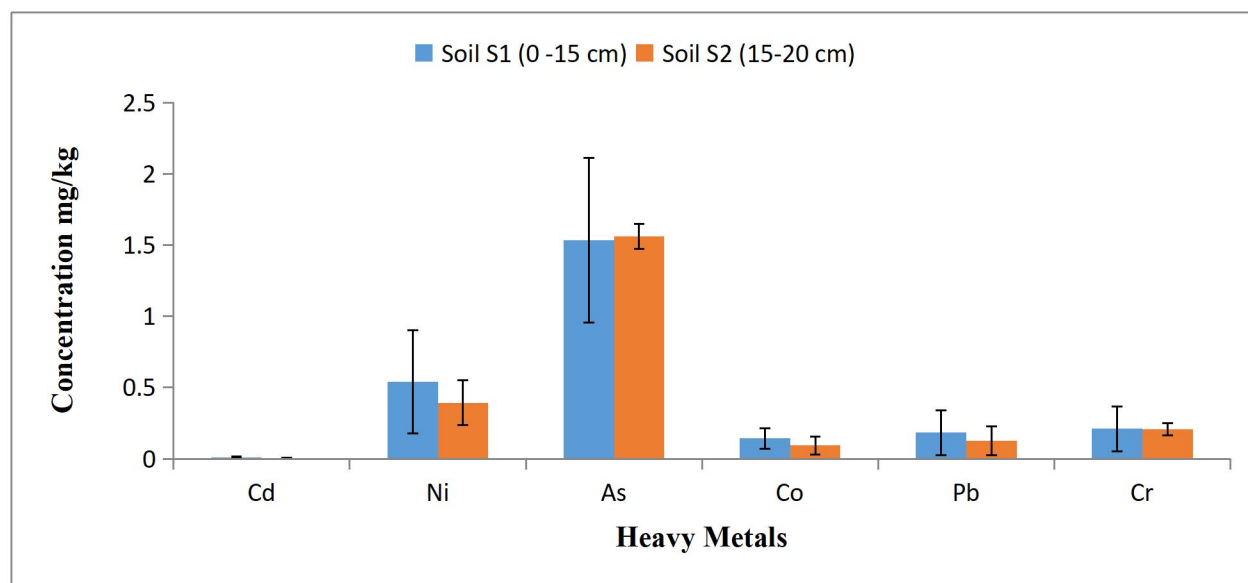 Soil S1 (0 -15 cm) Soil S2 (15-20 cm)
Concentration mg/kg
2.5
2
1.5
1
0.5
0
Cd Ni As Co Pb Cr
Heavy Metals